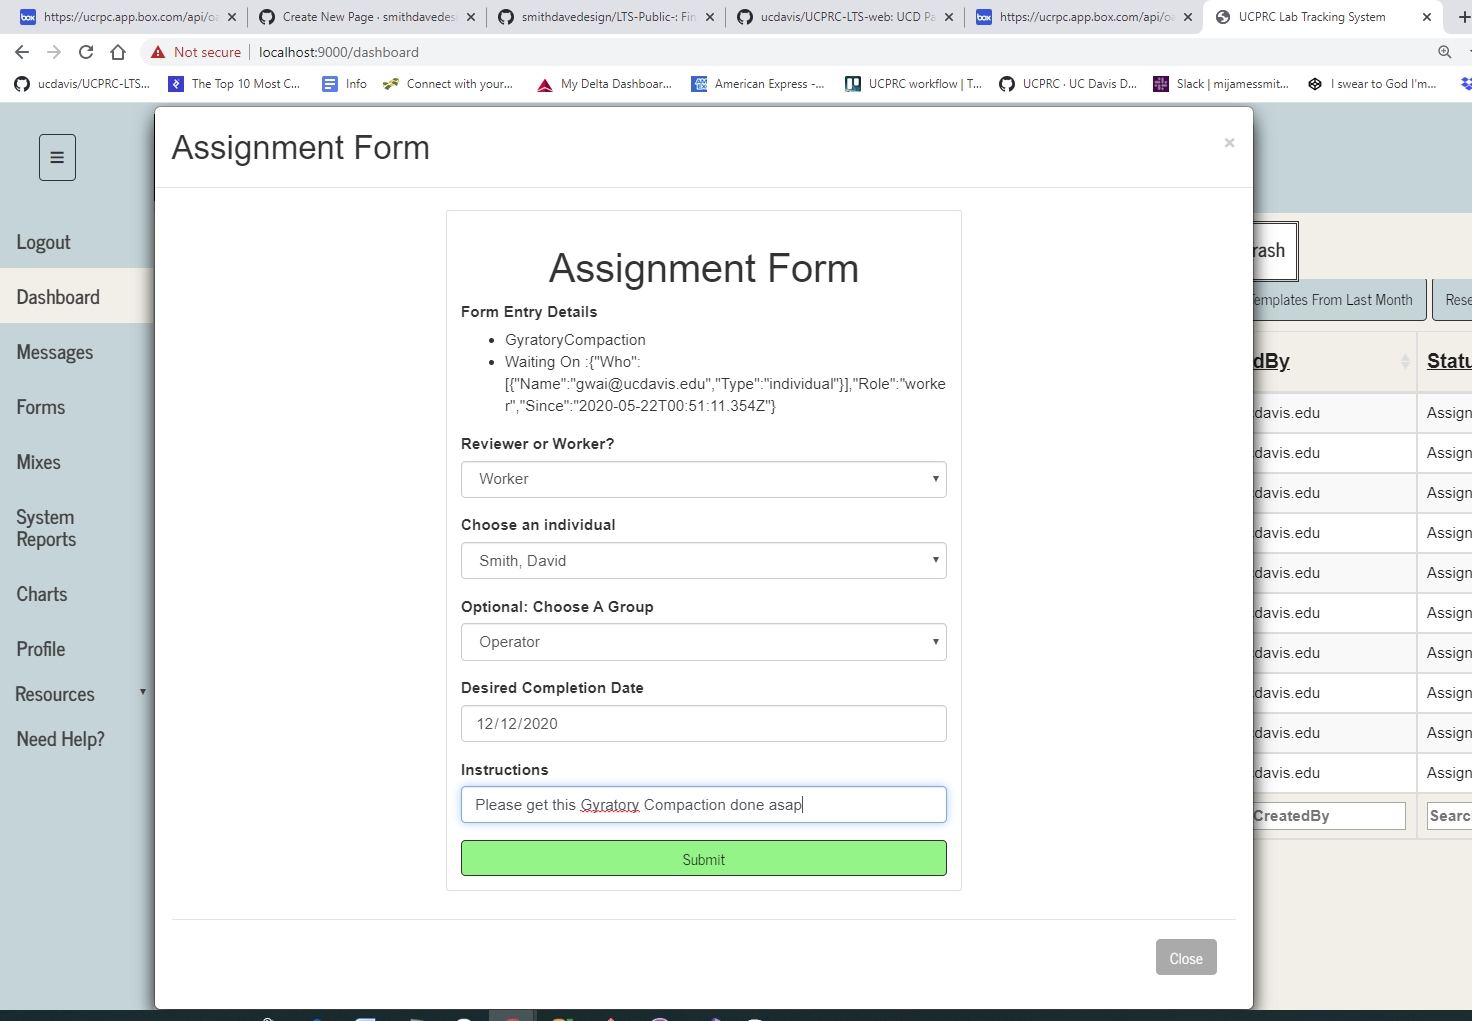 https://ucrpc.app.box.com/api/oa
Create New Page · smithdavedesi
smithdavedesign/LTS-Public-: Fin
ucdavis/UCPRC-LTS-web: UCD Pa
https://ucrpc.app.box.com/api/oa
UCPRC Lab Tracking System
Not secure
localhost:9000/dashboard
ucdavis/UCPRC-LTS...
The Top 10 Most C...
Info
Connect with your...
My Delta Dashboar...
American Express -...
UCPRC workflow | T...
UCPRC · UC Davis D...
Slack | mijamessmit...
I swear to God I'm...
Logout
Dashboard
Messages
Forms
Mixes
System
Reports
Charts
Profile
Resources
Need Help?
Assignment Form
×
Assignment Form
Form Entry Details
• GyratoryCompaction
• Waiting On :{"Who":
[{"Name":"gwai@ucdavis.edu","Type":"individual"}],"Role":"worke
r","Since":"2020-05-22T00:51:11.354Z"}
Reviewer or Worker?
Worker
Choose an individual
Smith, David
Optional: Choose A Group
Operator
Desired Completion Date
12/12/2020
Instructions
Please get this Gyratory Compaction done asap
Submit
Close
rash
emplates From Last Month
Rese
dBy
Statu
davis.edu Assign
davis.edu Assign
davis.edu Assign
davis.edu Assign
davis.edu Assign
davis.edu Assign
davis.edu Assign
davis.edu Assign
davis.edu Assign
davis.edu Assign
CreatedBy
Searc